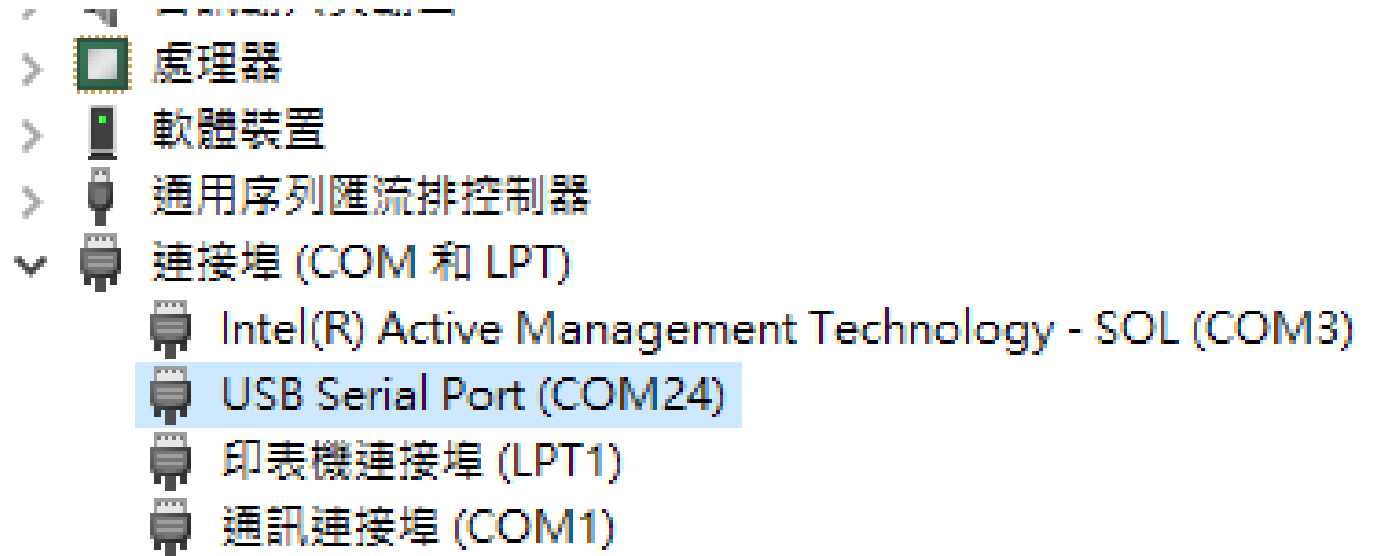 處理器
軟體裝置
通用序列匯流排控制器
連接埠 (COM 和 LPT)
Intel(R) Active Management Technology - SOL (COM3)
USB Serial Port (COM24)
印表機連接埠 (LPT1)
通訊連接埠 (COM1)